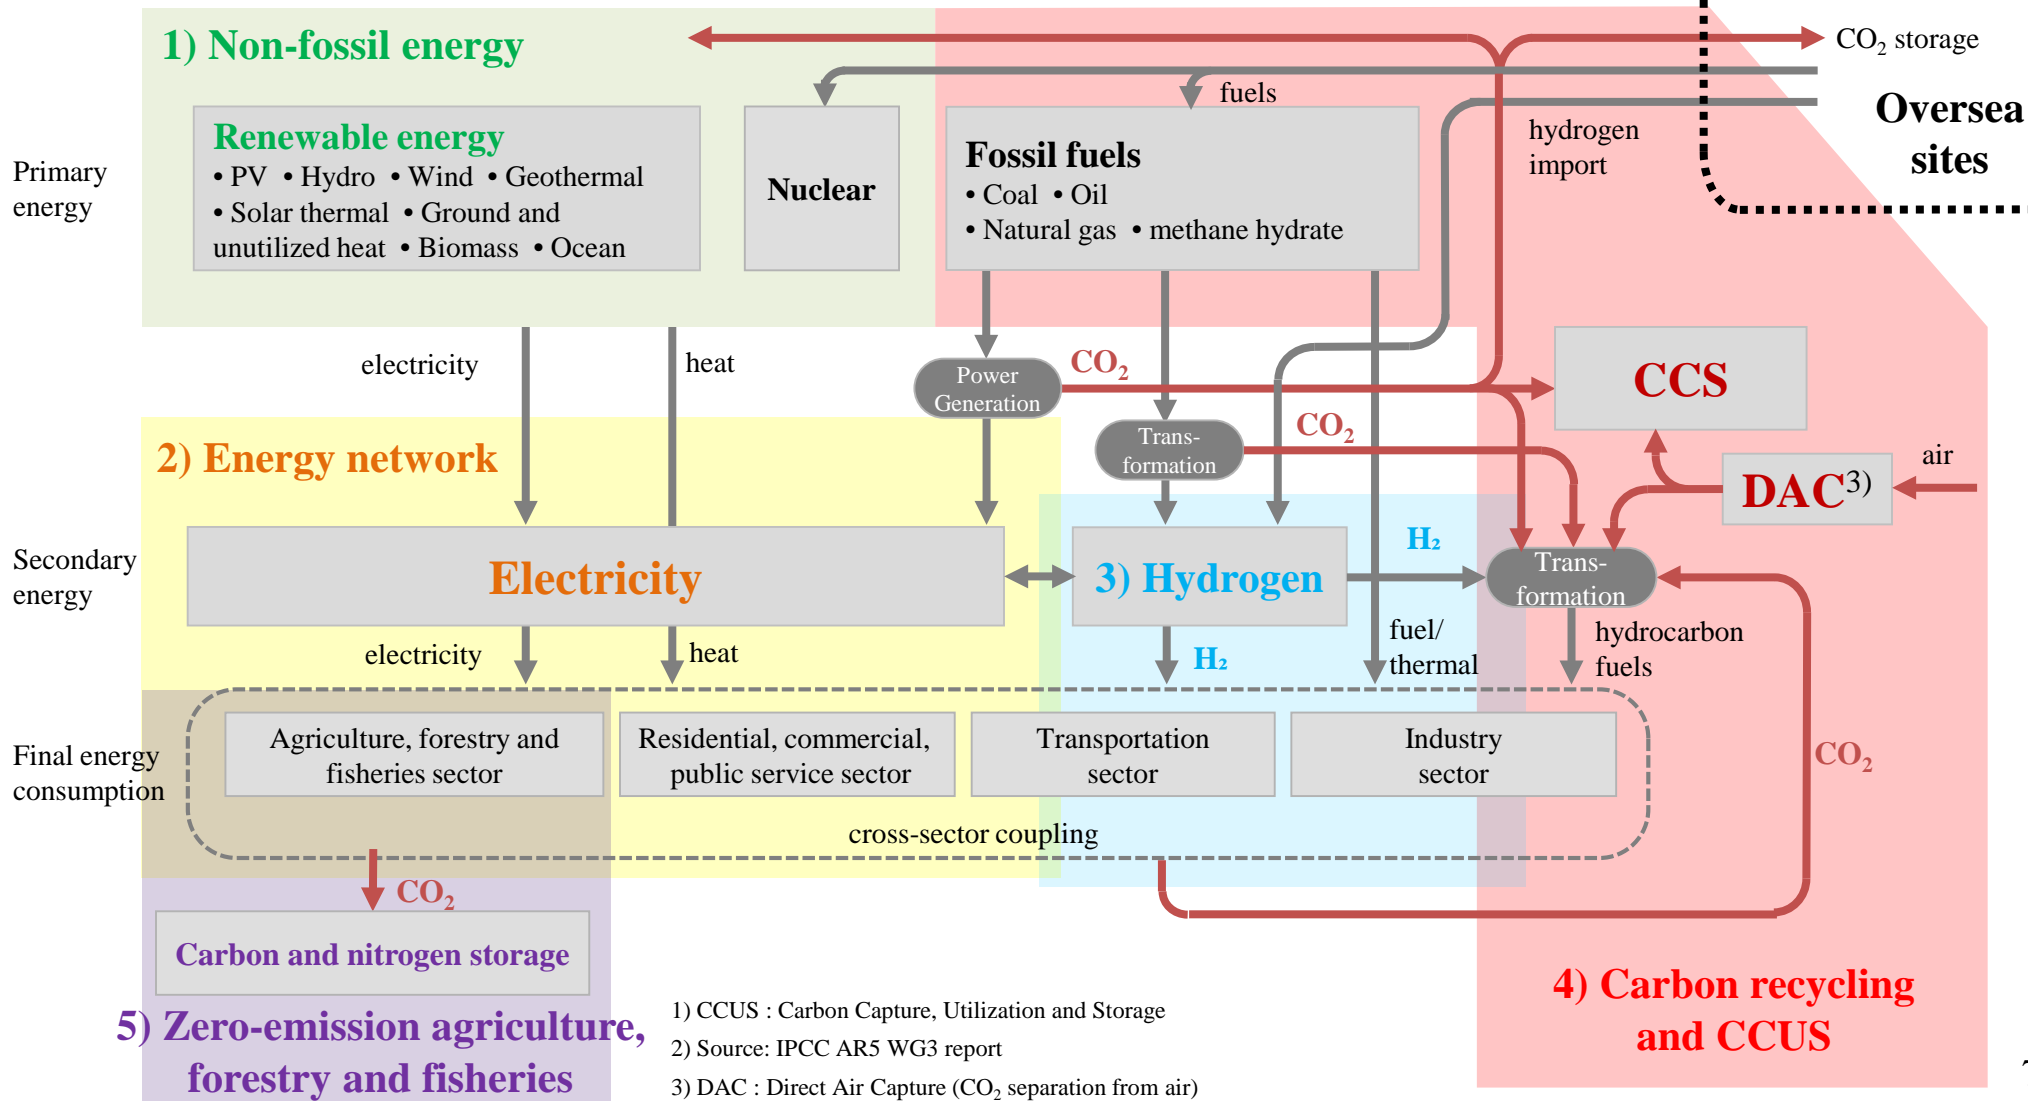 1) Non-fossil energy
CO₂ storage
fuels
Oversea
sites
hydrogen
import
Primary
energy
Renewable energy
• PV • Hydro • Wind • Geothermal
• Solar thermal • Ground and
unutilized heat • Biomass • Ocean
Nuclear
Fossil fuels
• Coal • Oil
• Natural gas • methane hydrate
electricity
heat
Power
Generation
CO₂
CCS
2) Energy network
Trans-
formation
CO₂
air
DAC3)
Secondary
energy
Electricity
3) Hydrogen
H₂
Trans-
formation
electricity
heat
H₂
fuel/
thermal
hydrocarbon
fuels
Final energy
consumption
Agriculture, forestry and
fisheries sector
Residential, commercial,
public service sector
Transportation
sector
Industry
sector
CO₂
cross-sector coupling
CO₂
Carbon and nitrogen storage
5) Zero-emission agriculture,
forestry and fisheries
4) Carbon recycling
and CCUS
1) CCUS : Carbon Capture, Utilization and Storage
2) Source: IPCC AR5 WG3 report
3) DAC : Direct Air Capture (CO₂ separation from air)